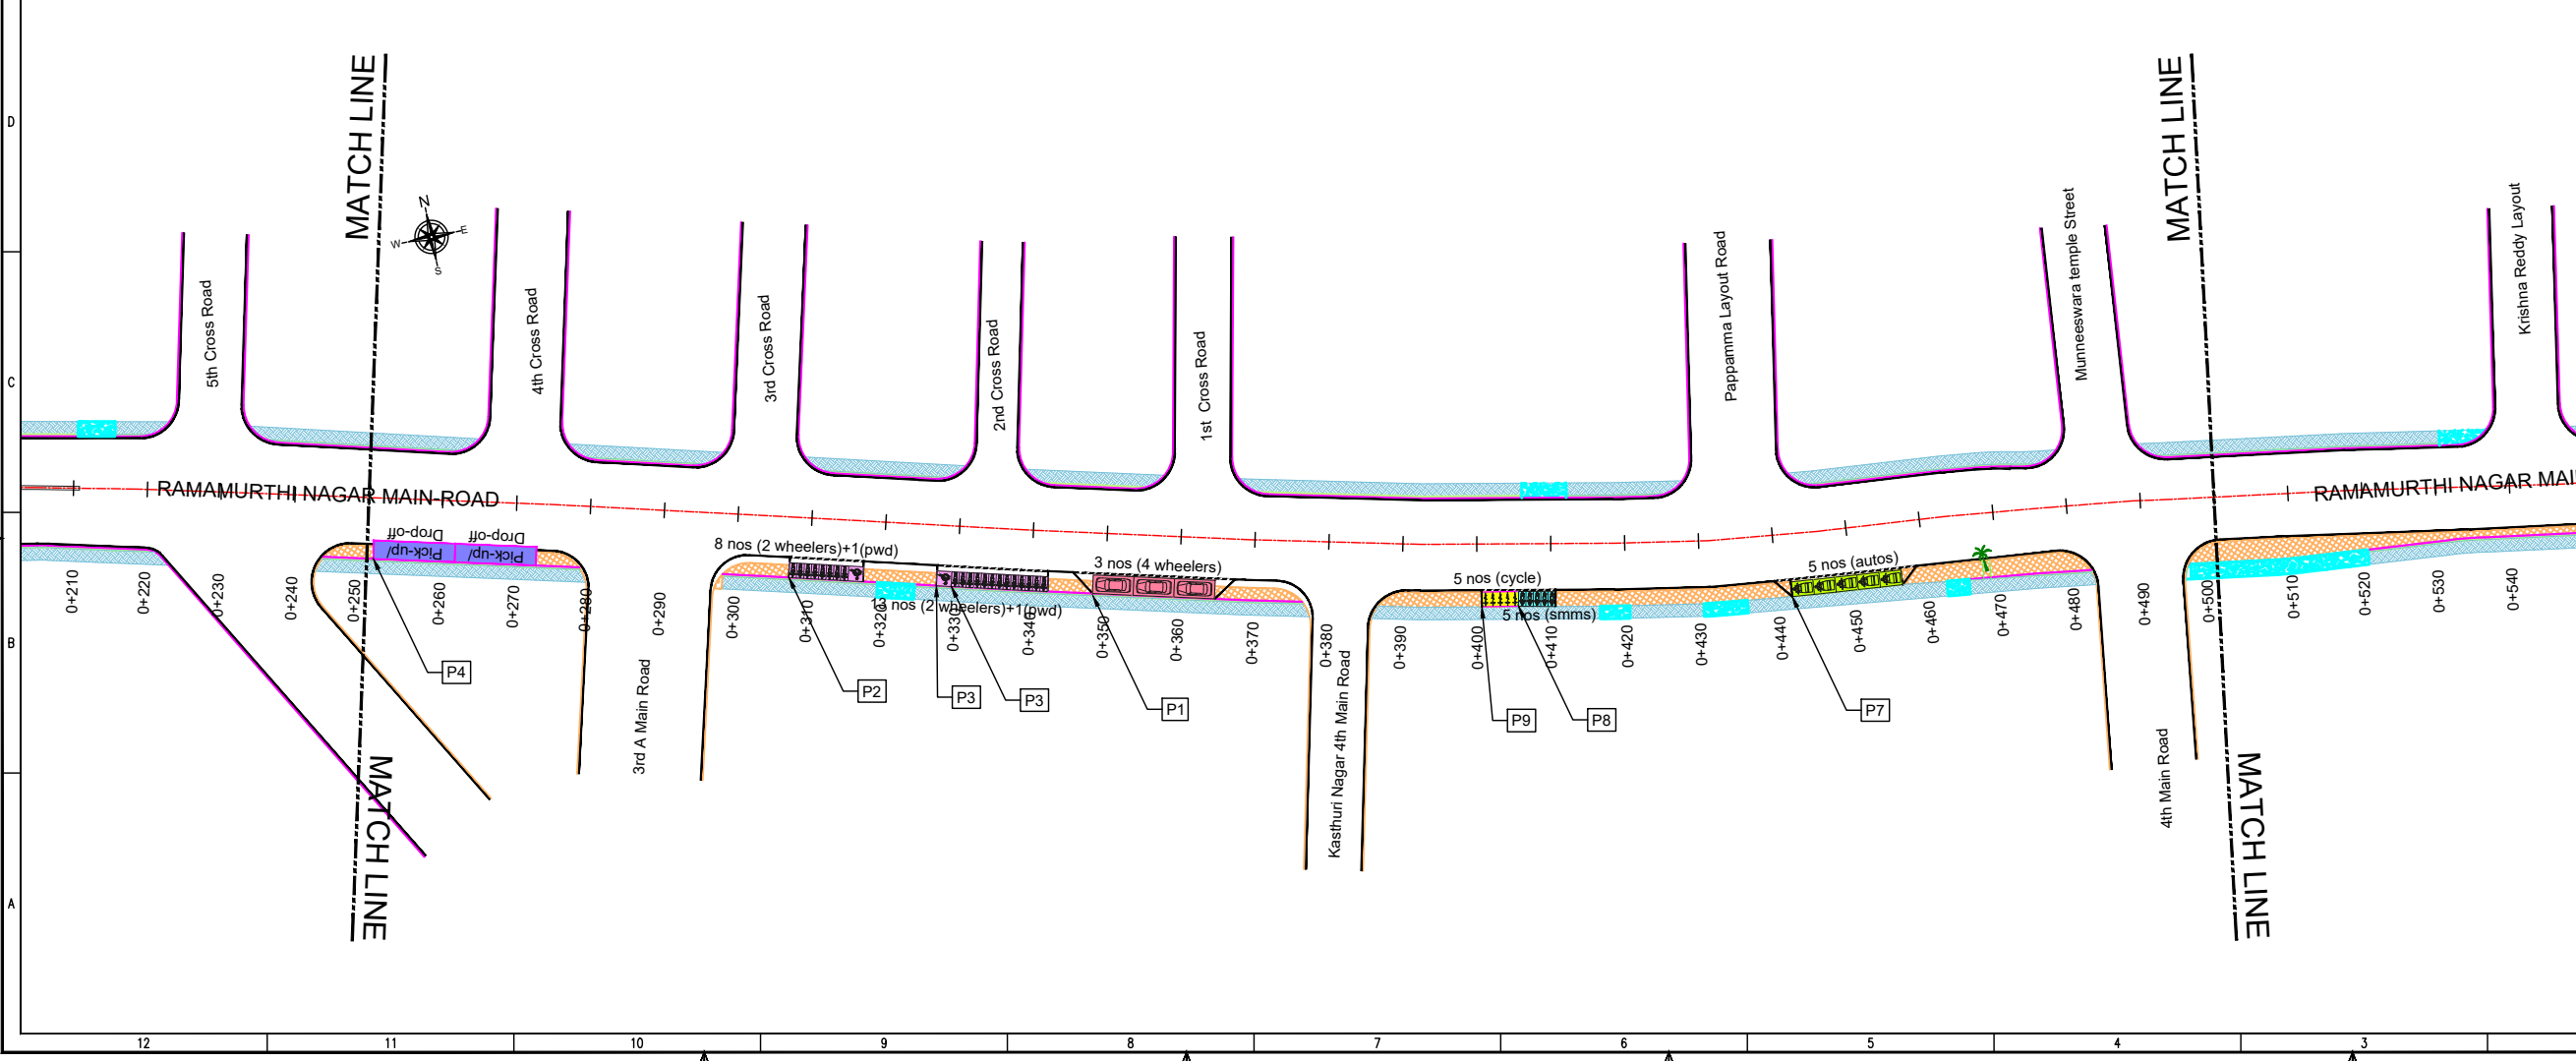 D
C
B
A
MATCH LINE
MATCH LINE
N
W
E
S
5th Cross Road
4th Cross Road
3rd Cross Road
2nd Cross Road
1st Cross Road
Pappamma Layout Road
Munneeswara temple Street
Krishna Reddy Layout
RAMAMURTHI NAGAR MAIN ROAD
RAMAMURTHI NAGAR MAI
Pick-up/
Drop-off
Pick-up/
Drop-off
8 nos (2 wheelers)+1(pwd)
13 nos (2 wheelers)+1(pwd)
3 nos (4 wheelers)
5 nos (cycle)
5 nos (smms)
5 nos (autos)
0+210
0+220
0+230
0+240
0+250
0+260
0+270
0+280
0+290
0+300
0+310
0+320
0+330
0+340
0+350
0+360
0+370
0+380
0+390
0+400
0+410
0+420
0+430
0+440
0+450
0+460
0+470
0+480
0+490
0+500
0+510
0+520
0+530
0+540
P4
P2
P3
P3
P1
P9
P8
P7
3rd A Main Road
Kasthuri Nagar 4th Main Road
4th Main Road
MATCH LINE
MATCH LINE
12
11
10
9
8
7
6
5
4
3